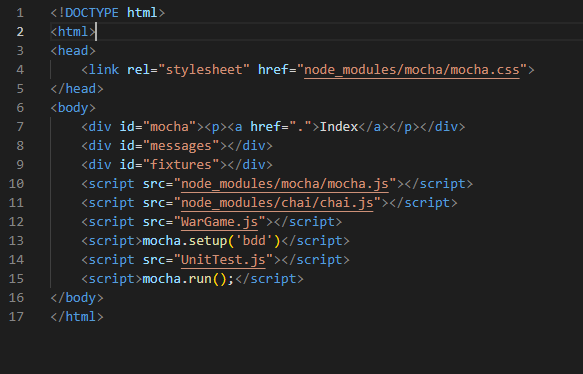 1 <!DOCTYPE html>
2 <html>
3 <head>
4     <link rel="stylesheet" href="node_modules/mocha/mocha.css">
5 </head>
6 <body>
7     <div id="mocha"><p><a href=".">Index</a></p></div>
8     <div id="messages"></div>
9     <div id="fixtures"></div>
10     <script src="node_modules/mocha/mocha.js"></script>
11     <script src="node_modules/chai/chai.js"></script>
12     <script src="WarGame.js"></script>
13     <script>mocha.setup('bdd')</script>
14     <script src="UnitTest.js"></script>
15     <script>mocha.run();</script>
16 </body>
17 </html>